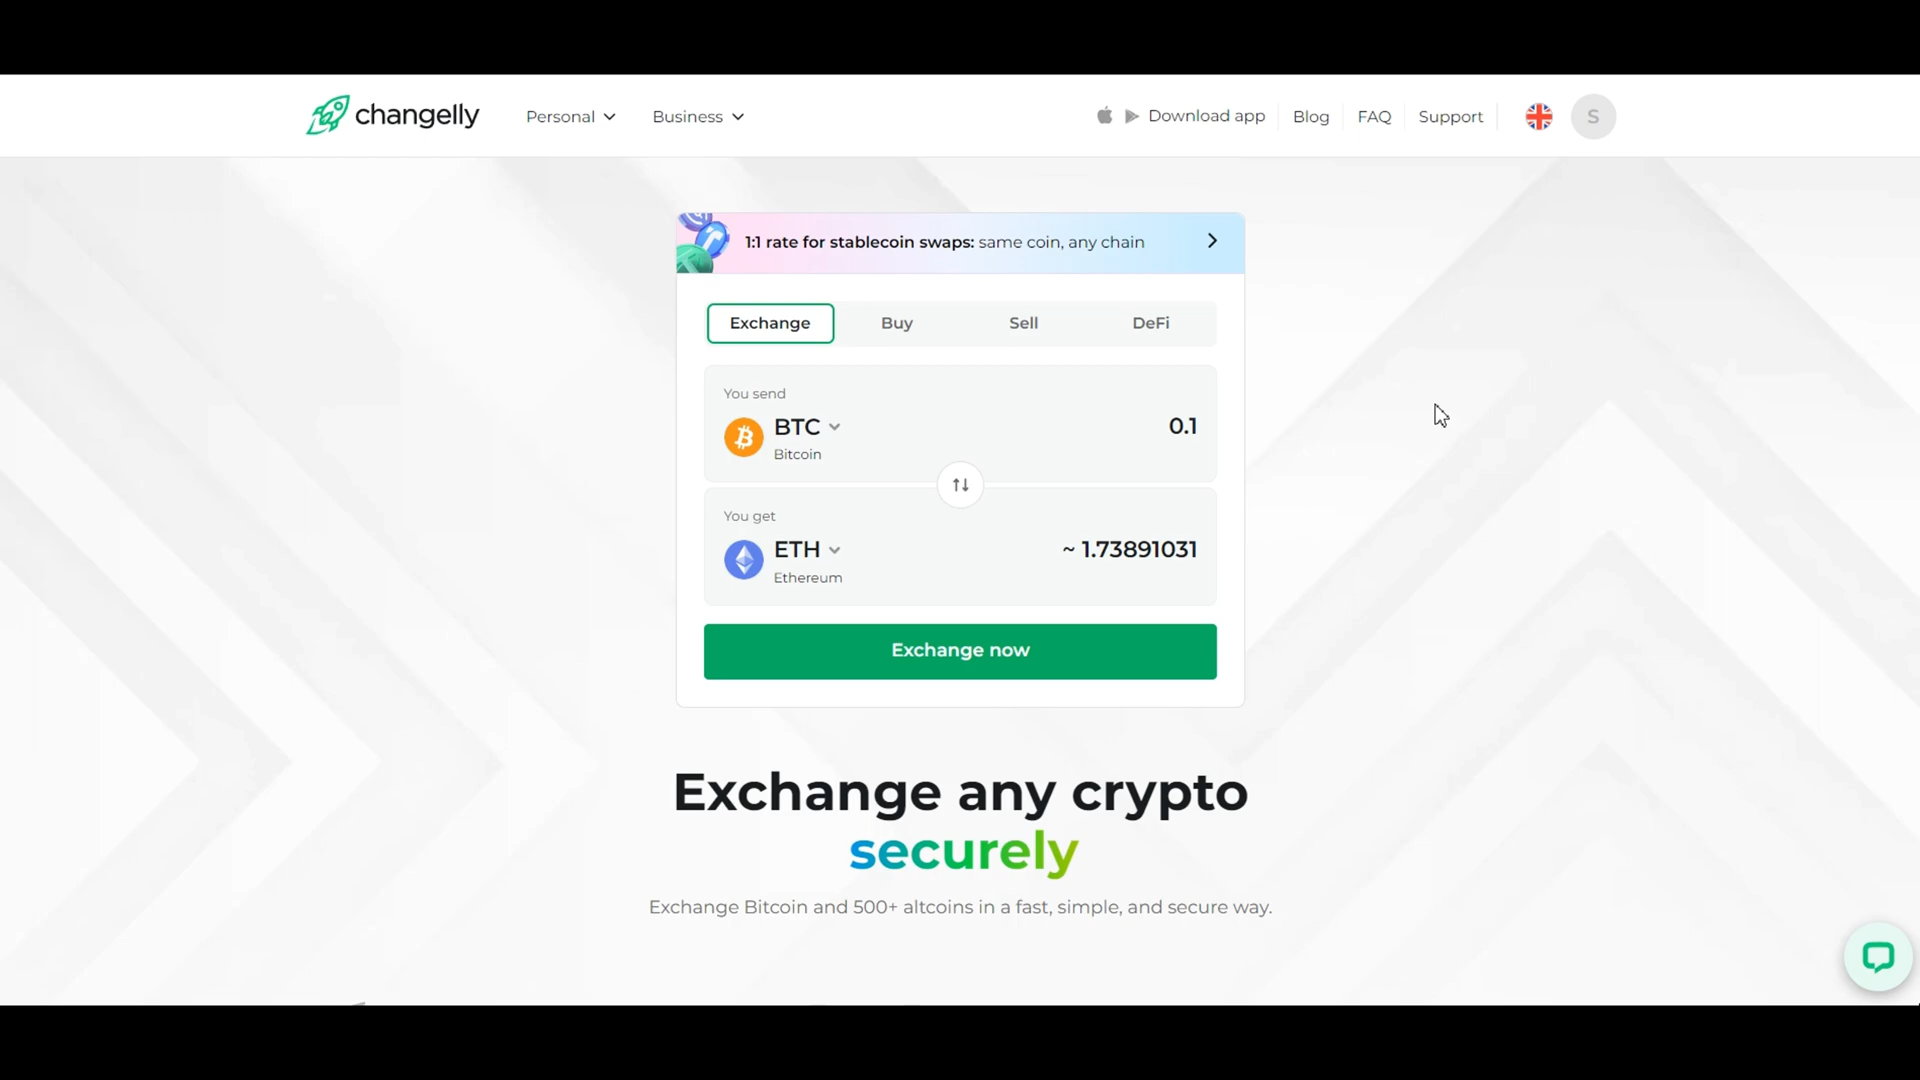 changelly
Personal
Business
Download app
Blog
FAQ
Support
S
1:1 rate for stablecoin swaps: same coin, any chain
Exchange
Buy
Sell
DeFi
You send
BTC
0.1
Bitcoin
You get
ETH
~ 1.73891031
Ethereum
Exchange now
Exchange any crypto
securely
Exchange Bitcoin and 500+ altcoins in a fast, simple, and secure way.